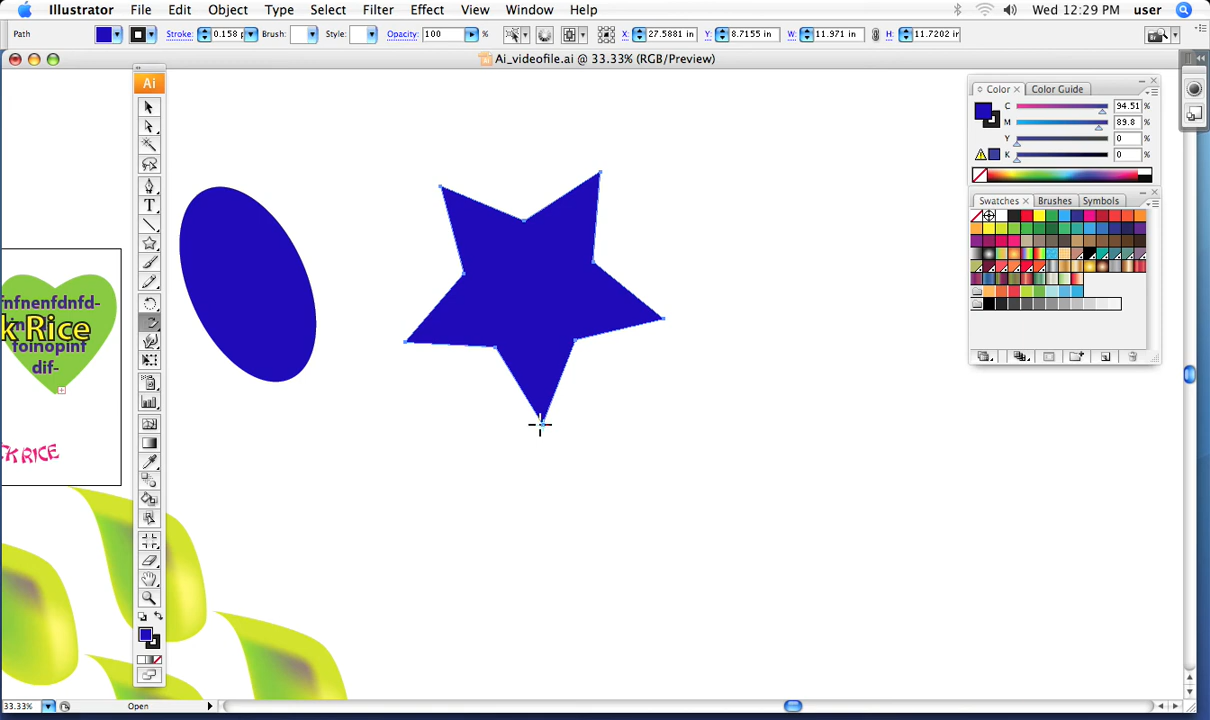 Illustrator File Edit Object Type Select Filter Effect View Window Help Wed 12:29 PM user
Path Stroke: 0.158 p Brush: Style: Opacity: 100 X: 27.5881 in Y: 8.7155 in W: 11.971 in H: 11.7202 in
Ai_videofile.ai @ 33.33% (RGB/Preview)
Ai
Color Color Guide
C 94.51 %
M 89.8 %
Y 0 %
K 0 %
Swatches Brushes Symbols
T
fnfnenfdnfd-
k Rice
foinopinf
dif-
CKRICE
33.33% Open